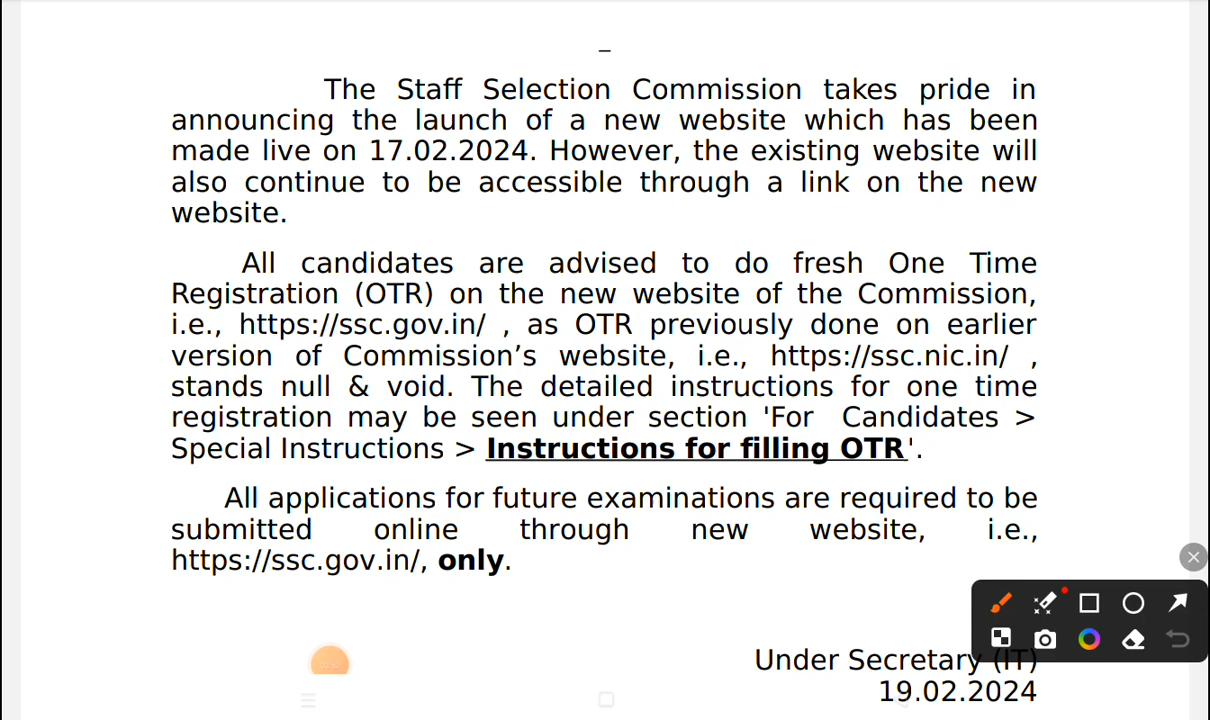 –
The Staff Selection Commission takes pride in
announcing the launch of a new website which has been
made live on 17.02.2024. However, the existing website will
also continue to be accessible through a link on the new
website.
All candidates are advised to do fresh One Time
Registration (OTR) on the new website of the Commission,
i.e., https://ssc.gov.in/ , as OTR previously done on earlier
version of Commission’s website, i.e., https://ssc.nic.in/ ,
stands null & void. The detailed instructions for one time
registration may be seen under section 'For Candidates >
Special Instructions > Instructions for filling OTR'.
All applications for future examinations are required to be
submitted online through new website, i.e.,
https://ssc.gov.in/, only.
Under Secretary (IT)
19.02.2024